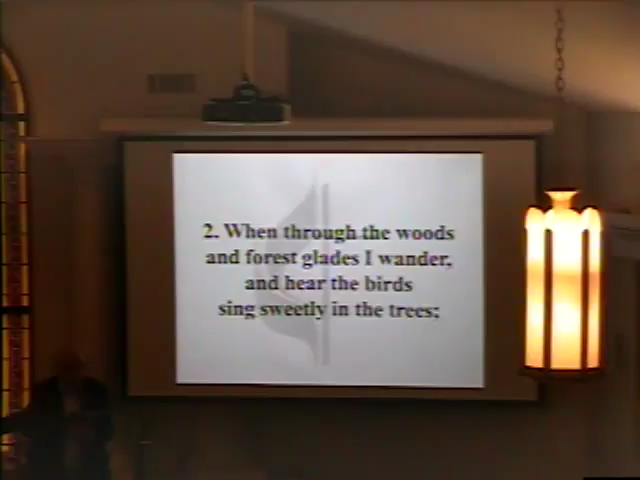 2. When through the woods
and forest glades I wander,
and hear the birds
sing sweetly in the trees;